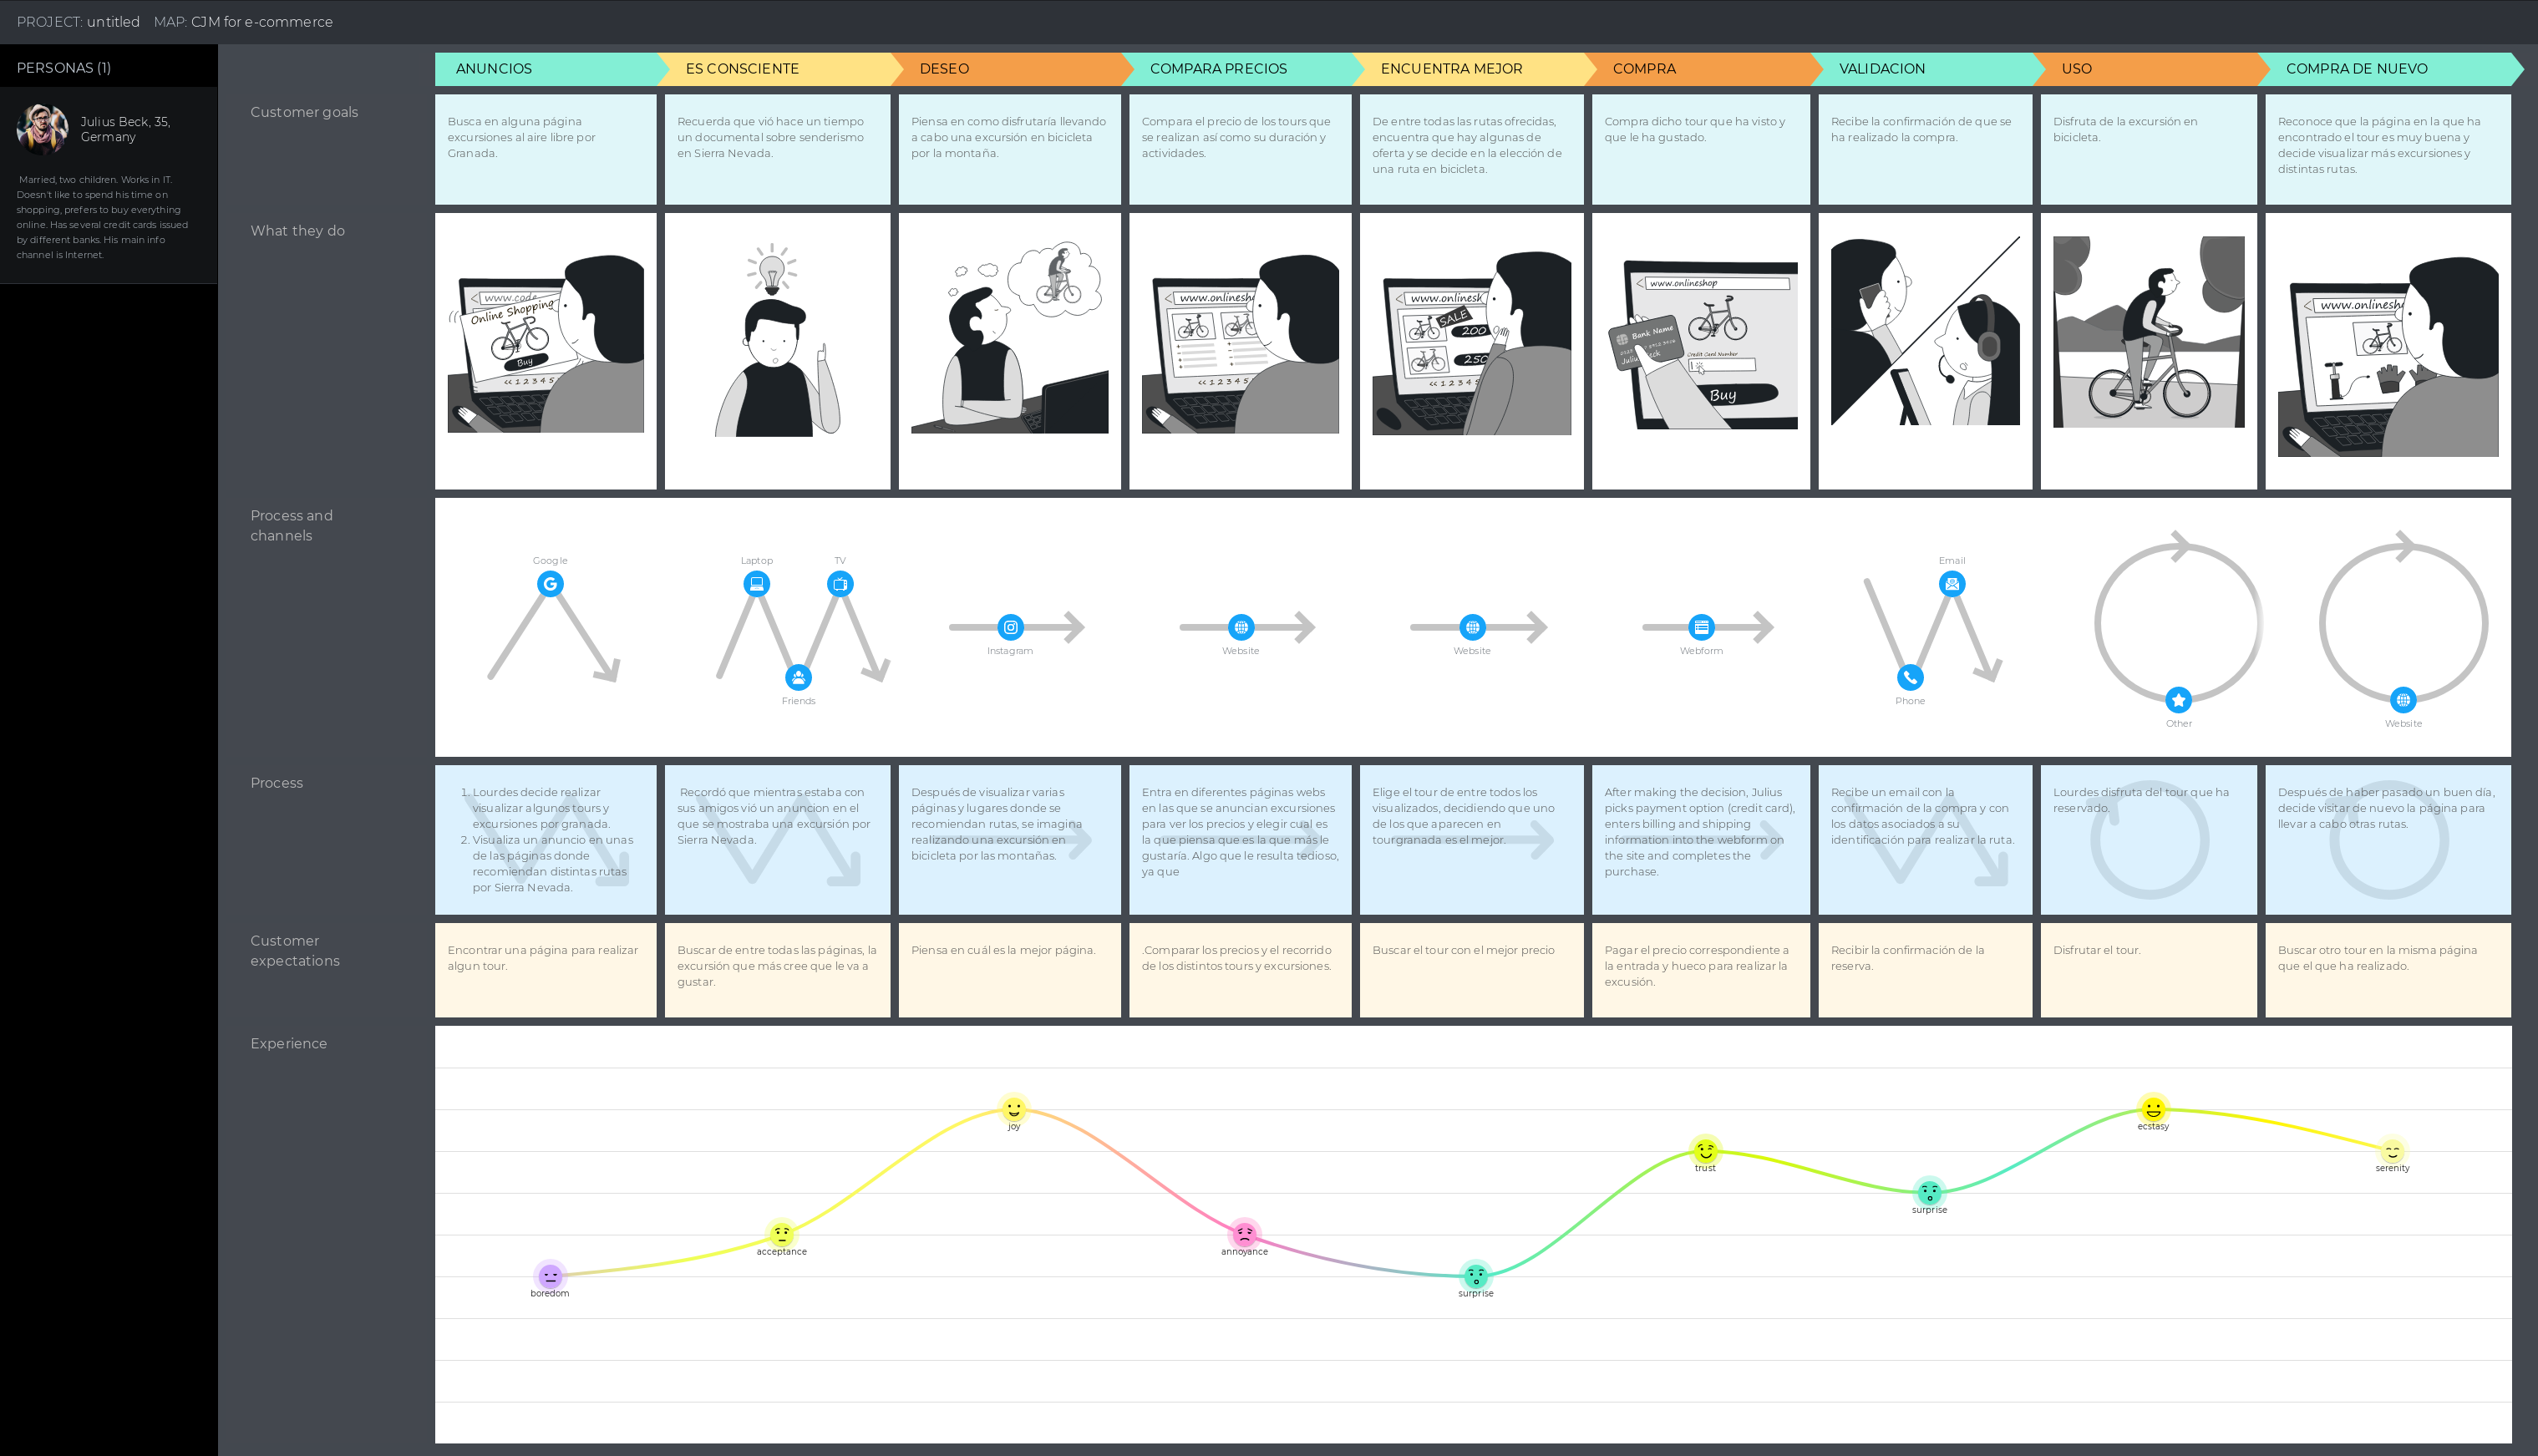 PROJECT: untitled MAP: CJM for e-commerce
PERSONAS (1)
Julius Beck, 35,
Germany
Married, two children. Works in IT.
Doesn't like to spend his time on
shopping, prefers to buy everything
online. Has several credit cards issued
by different banks. His main info
channel is Internet.
ANUNCIOS
ES CONSCIENTE
DESEO
COMPARA PRECIOS
ENCUENTRA MEJOR
COMPRA
VALIDACION
USO
COMPRA DE NUEVO
Customer goals
Busca en alguna página
excursiones al aire libre por
Granada.
Recuerda que vió hace un tiempo
un documental sobre senderismo
en Sierra Nevada.
Piensa en como disfrutaría llevando
a cabo una excursión en bicicleta
por la montaña.
Compara el precio de los tours que
se realizan así como su duración y
actividades.
De entre todas las rutas ofrecidas,
encuentra que hay algunas de
oferta y se decide en la elección de
una ruta en bicicleta.
Compra dicho tour que ha visto y
que le ha gustado.
Recibe la confirmación de que se
ha realizado la compra.
Disfruta de la excursión en
bicicleta.
Reconoce que la página en la que ha
encontrado el tour es muy buena y
decide visualizar más excursiones y
distintas rutas.
What they do
www.code
Online Shopping
Buy
<< 1 2 3 4 5
www.onlinesh
<< 1 2 3 4 5
www.onlinesh
SALE
200
250
<< 1 2 3 4
www.onlineshop
Bank Name
Credit Card Number
Buy
www.onlinesh
Process and
channels
Google
Laptop
TV
Friends
Instagram
Website
Website
Webform
Email
Phone
Other
Website
Process
1. Lourdes decide realizar
visualizar algunos tours y
excursiones por granada.
2. Visualiza un anuncio en unas
de las páginas donde
recomiendan distintas rutas
por Sierra Nevada.
Recordó que mientras estaba con
sus amigos vió un anuncion en el
que se mostraba una excursión por
Sierra Nevada.
Después de visualizar varias
páginas y lugares donde se
recomiendan rutas, se imagina
realizando una excursión en
bicicleta por las montañas.
Entra en diferentes páginas webs
en las que se anuncian excursiones
para ver los precios y elegir cual es
la que piensa que es la que más le
gustaría. Algo que le resulta tedioso,
ya que
Elige el tour de entre todos los
visualizados, decidiendo que uno
de los que aparecen en
tourgranada es el mejor.
After making the decision, Julius
picks payment option (credit card),
enters billing and shipping
information into the webform on
the site and completes the
purchase.
Recibe un email con la
confirmación de la compra y con
los datos asociados a su
identificación para realizar la ruta.
Lourdes disfruta del tour que ha
reservado.
Después de haber pasado un buen día,
decide visitar de nuevo la página para
llevar a cabo otras rutas.
Customer
expectations
Encontrar una página para realizar
algun tour.
Buscar de entre todas las páginas, la
excursión que más cree que le va a
gustar.
Piensa en cuál es la mejor página.
.Comparar los precios y el recorrido
de los distintos tours y excursiones.
Buscar el tour con el mejor precio
Pagar el precio correspondiente a
la entrada y hueco para realizar la
excusión.
Recibir la confirmación de la
reserva.
Disfrutar el tour.
Buscar otro tour en la misma página
que el que ha realizado.
Experience
boredom
acceptance
joy
annoyance
surprise
trust
surprise
ecstasy
serenity